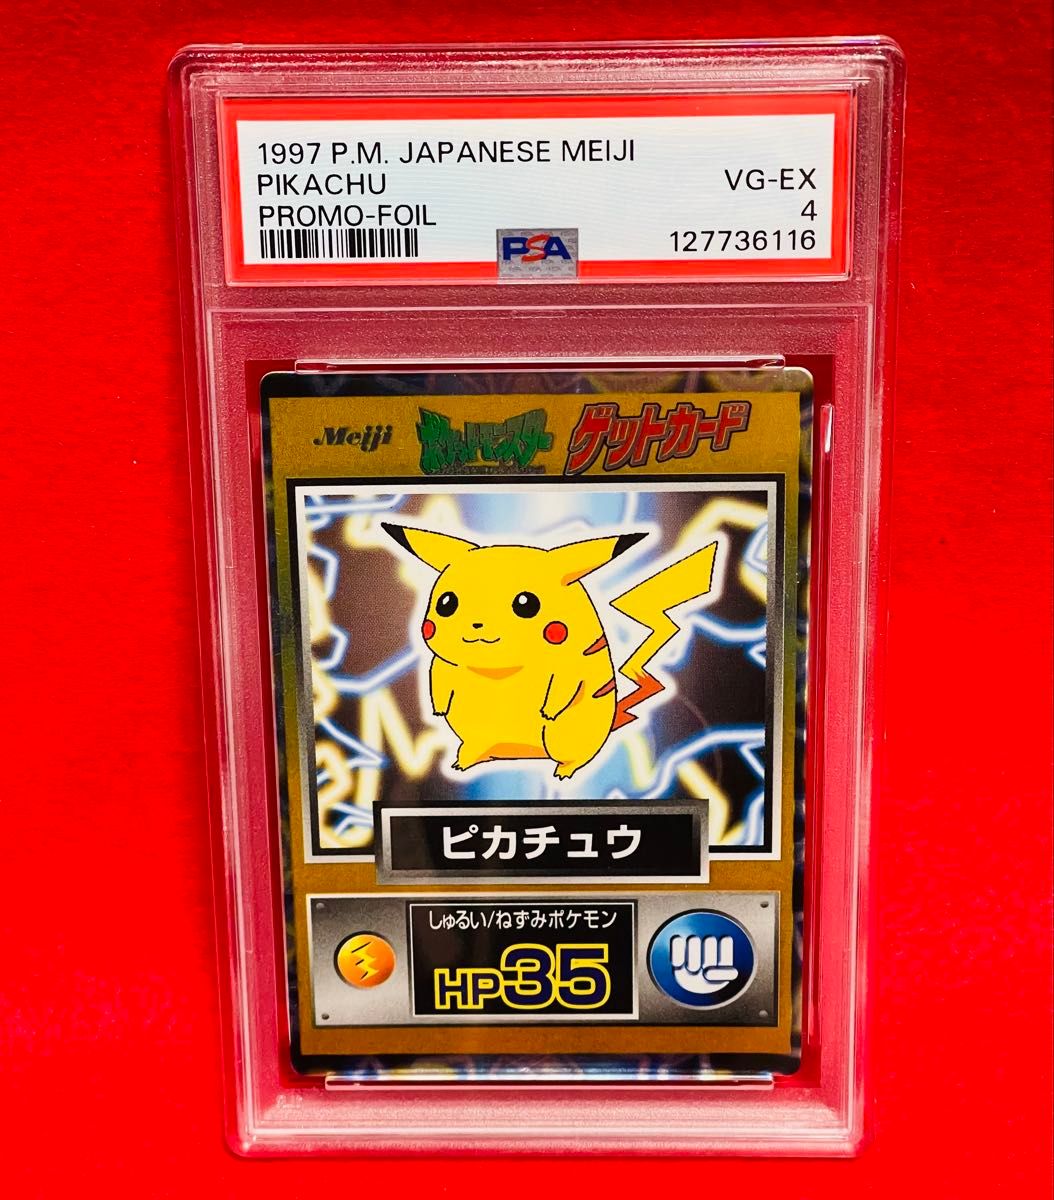 1997 P.M. JAPANESE MEIJI
PIKACHU
VG-EX
PROMO-FOIL
4
PSA
127736116
Meiji
ポケットモンスター
ゲットカード
ピカチュウ
しゅるい/ねずみポケモン
HP35